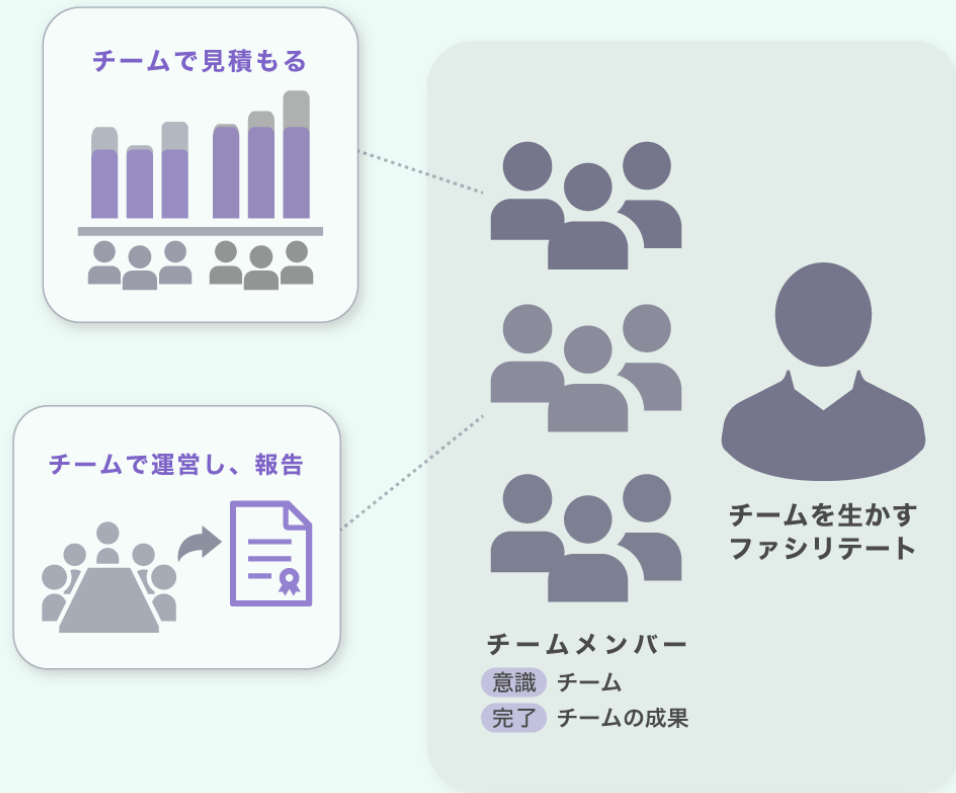 チームで見積もる
チームで運営し、報告
チームを生かす
ファシリテート
チームメンバー
意識 チーム
完了 チームの成果